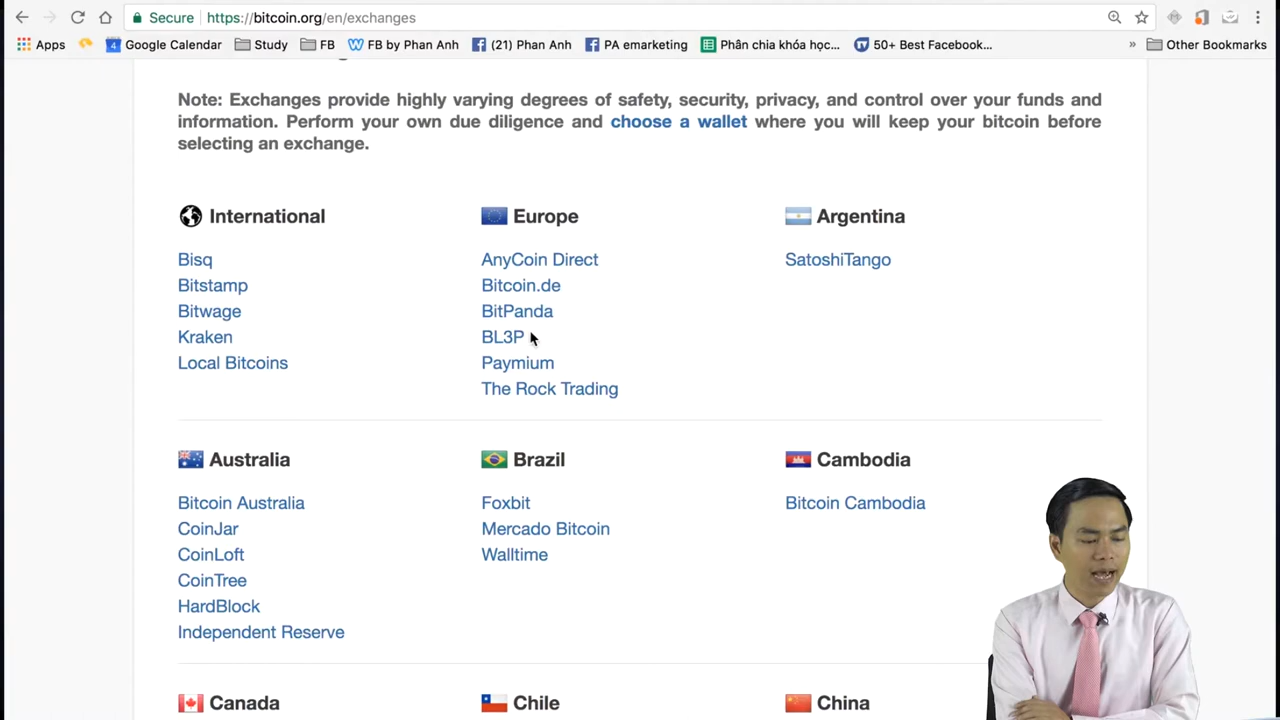 Secure https://bitcoin.org/en/exchanges
Apps 4 Google Calendar Study FB W FB by Phan Anh (21) Phan Anh PA emarketing Phân chia khóa học... 50+ Best Facebook... » Other Bookmarks
Note: Exchanges provide highly varying degrees of safety, security, privacy, and control over your funds and
information. Perform your own due diligence and choose a wallet where you will keep your bitcoin before
selecting an exchange.
International
Bisq
Bitstamp
Bitwage
Kraken
Local Bitcoins
Europe
AnyCoin Direct
Bitcoin.de
BitPanda
BL3P
Paymium
The Rock Trading
Argentina
SatoshiTango
Australia
Bitcoin Australia
CoinJar
CoinLoft
CoinTree
HardBlock
Independent Reserve
Brazil
Foxbit
Mercado Bitcoin
Walltime
Cambodia
Bitcoin Cambodia
Canada
Chile
China